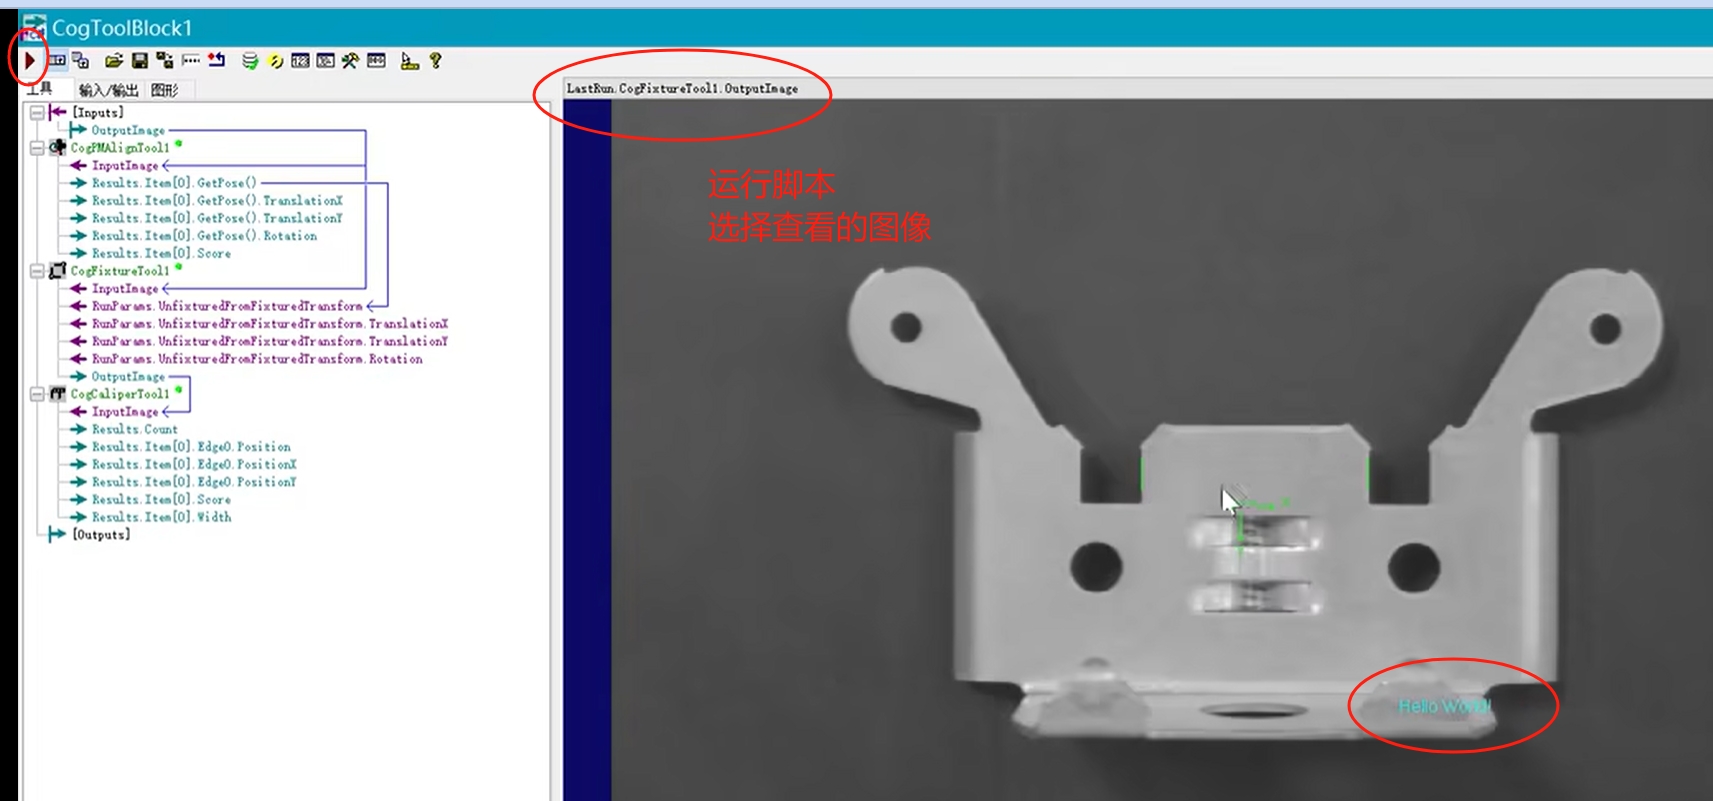 CogToolBlock1
工具 输入/输出 图形
[Inputs]
OutputImage
CogPMAlignTool1
InputImage
Results.Item[0].GetPose()
Results.Item[0].GetPose().TranslationX
Results.Item[0].GetPose().TranslationY
Results.Item[0].GetPose().Rotation
Results.Item[0].Score
CogFixtureTool1
InputImage
RunParams.UnfixturedFromFixturedTransform
RunParams.UnfixturedFromFixturedTransform.TranslationX
RunParams.UnfixturedFromFixturedTransform.TranslationY
RunParams.UnfixturedFromFixturedTransform.Rotation
OutputImage
CogCaliperTool1
InputImage
Results.Count
Results.Item[0].Edge0.Position
Results.Item[0].Edge0.PositionX
Results.Item[0].Edge0.PositionY
Results.Item[0].Score
Results.Item[0].Width
[Outputs]
LastRun.CogFixtureTool1.OutputImage
运行脚本
选择查看的图像
Hello World!